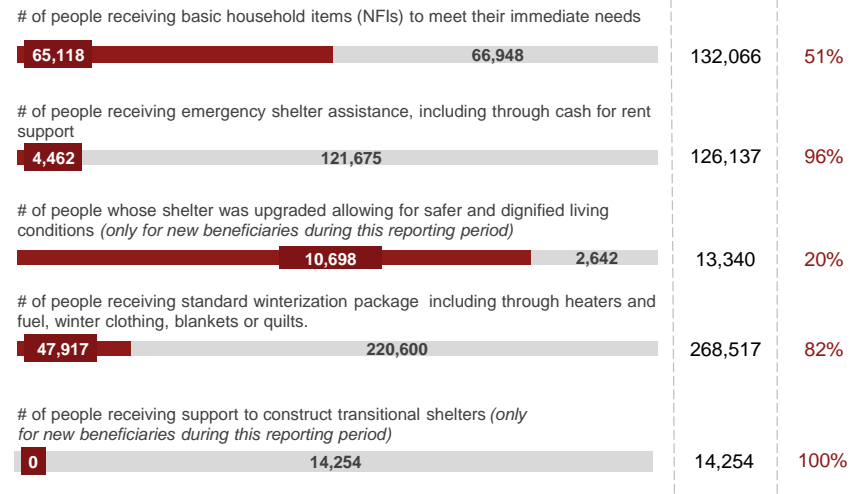 # of people receiving basic household items (NFIs) to meet their immediate needs
65,118 66,948 132,066 51%
# of people receiving emergency shelter assistance, including through cash for rent
support
4,462 121,675 126,137 96%
# of people whose shelter was upgraded allowing for safer and dignified living
conditions (only for new beneficiaries during this reporting period)
10,698 2,642 13,340 20%
# of people receiving standard winterization package including through heaters and
fuel, winter clothing, blankets or quilts.
47,917 220,600 268,517 82%
# of people receiving support to construct transitional shelters (only
for new beneficiaries during this reporting period)
0 14,254 14,254 100%